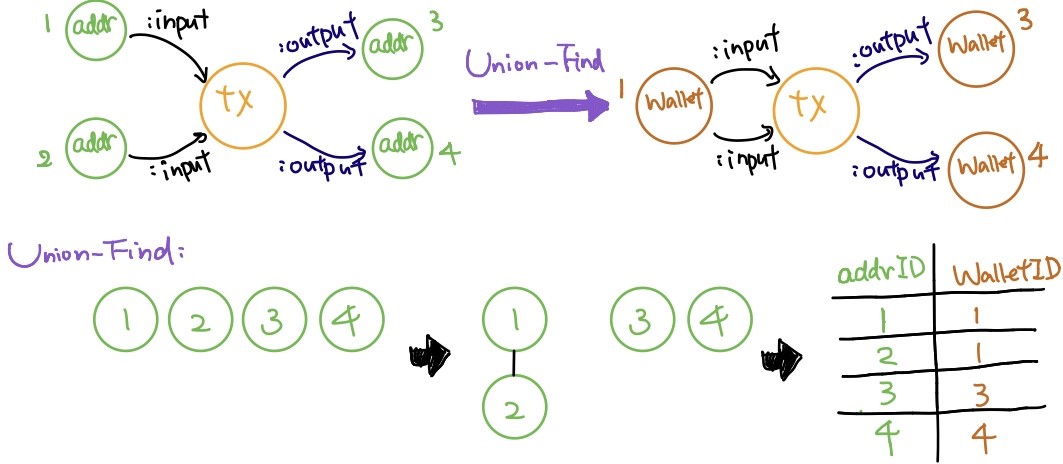 1 addr :input
2 addr :input
tx
:output addr 3
:output addr 4
Union-Find
1 Wallet
:input
:input
tx
:output Wallet 3
:output Wallet 4
Union-Find:
1 2 3 4
1
2
3 4
addrID WalletID
1 1
2 1
3 3
4 4